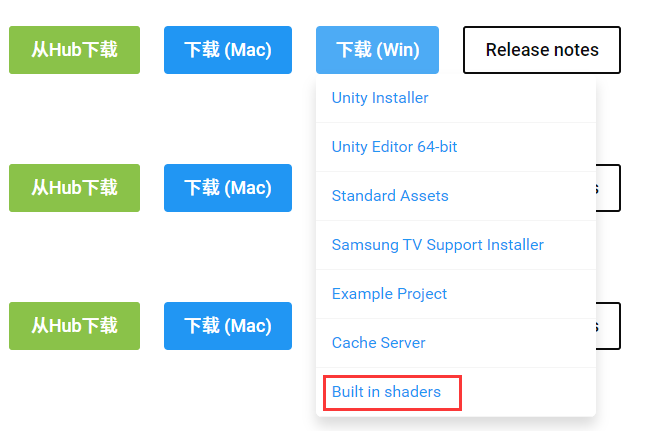 从Hub下载 下载 (Mac) 下载 (Win) Release notes
Unity Installer
Unity Editor 64-bit
从Hub下载 下载 (Mac)
Standard Assets
Samsung TV Support Installer
Example Project
从Hub下载 下载 (Mac)
Cache Server
Built in shaders